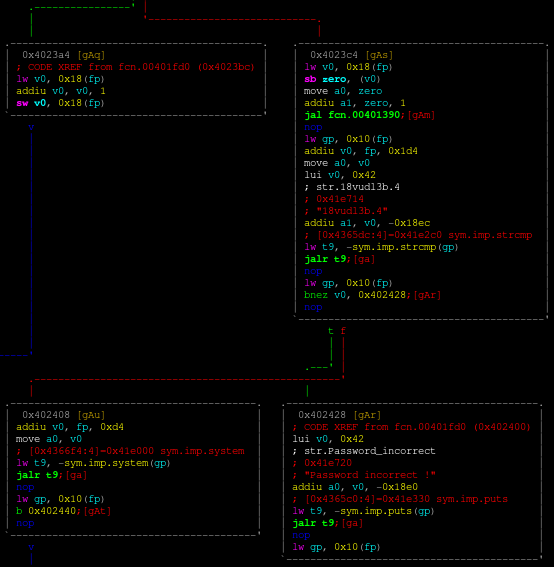 0x4023a4 [gAq]
; CODE XREF from fcn.00401fd0 (0x4023bc)
lw v0, 0x18(fp)
addiu v0, v0, 1
sw v0, 0x18(fp)
v
0x4023c4 [gAs]
lw v0, 0x18(fp)
sb zero, (v0)
move a0, zero
addiu a1, zero, 1
jal fcn.00401390;[gAm]
nop
lw gp, 0x10(fp)
addiu v0, fp, 0x1d4
move a0, v0
lui v0, 0x42
; str.18vudl3b.4
; 0x41e714
; "18vudl3b.4"
addiu a1, v0, -0x18ec
; [0x4365dc:4]=0x41e2c0 sym.imp.strcmp
lw t9, -sym.imp.strcmp(gp)
jalr t9;[ga]
nop
lw gp, 0x10(fp)
bnez v0, 0x402428;[gAr]
nop
t f
0x402408 [gAu]
addiu v0, fp, 0xd4
move a0, v0
; [0x4366f4:4]=0x41e000 sym.imp.system
lw t9, -sym.imp.system(gp)
jalr t9;[ga]
nop
lw gp, 0x10(fp)
b 0x402440;[gAt]
nop
v
0x402428 [gAr]
; CODE XREF from fcn.00401fd0 (0x402400)
lui v0, 0x42
; str.Password_incorrect
; 0x41e720
; "Password incorrect !"
addiu a0, v0, -0x18e0
; [0x4365c0:4]=0x41e330 sym.imp.puts
lw t9, -sym.imp.puts(gp)
jalr t9;[ga]
nop
lw gp, 0x10(fp)